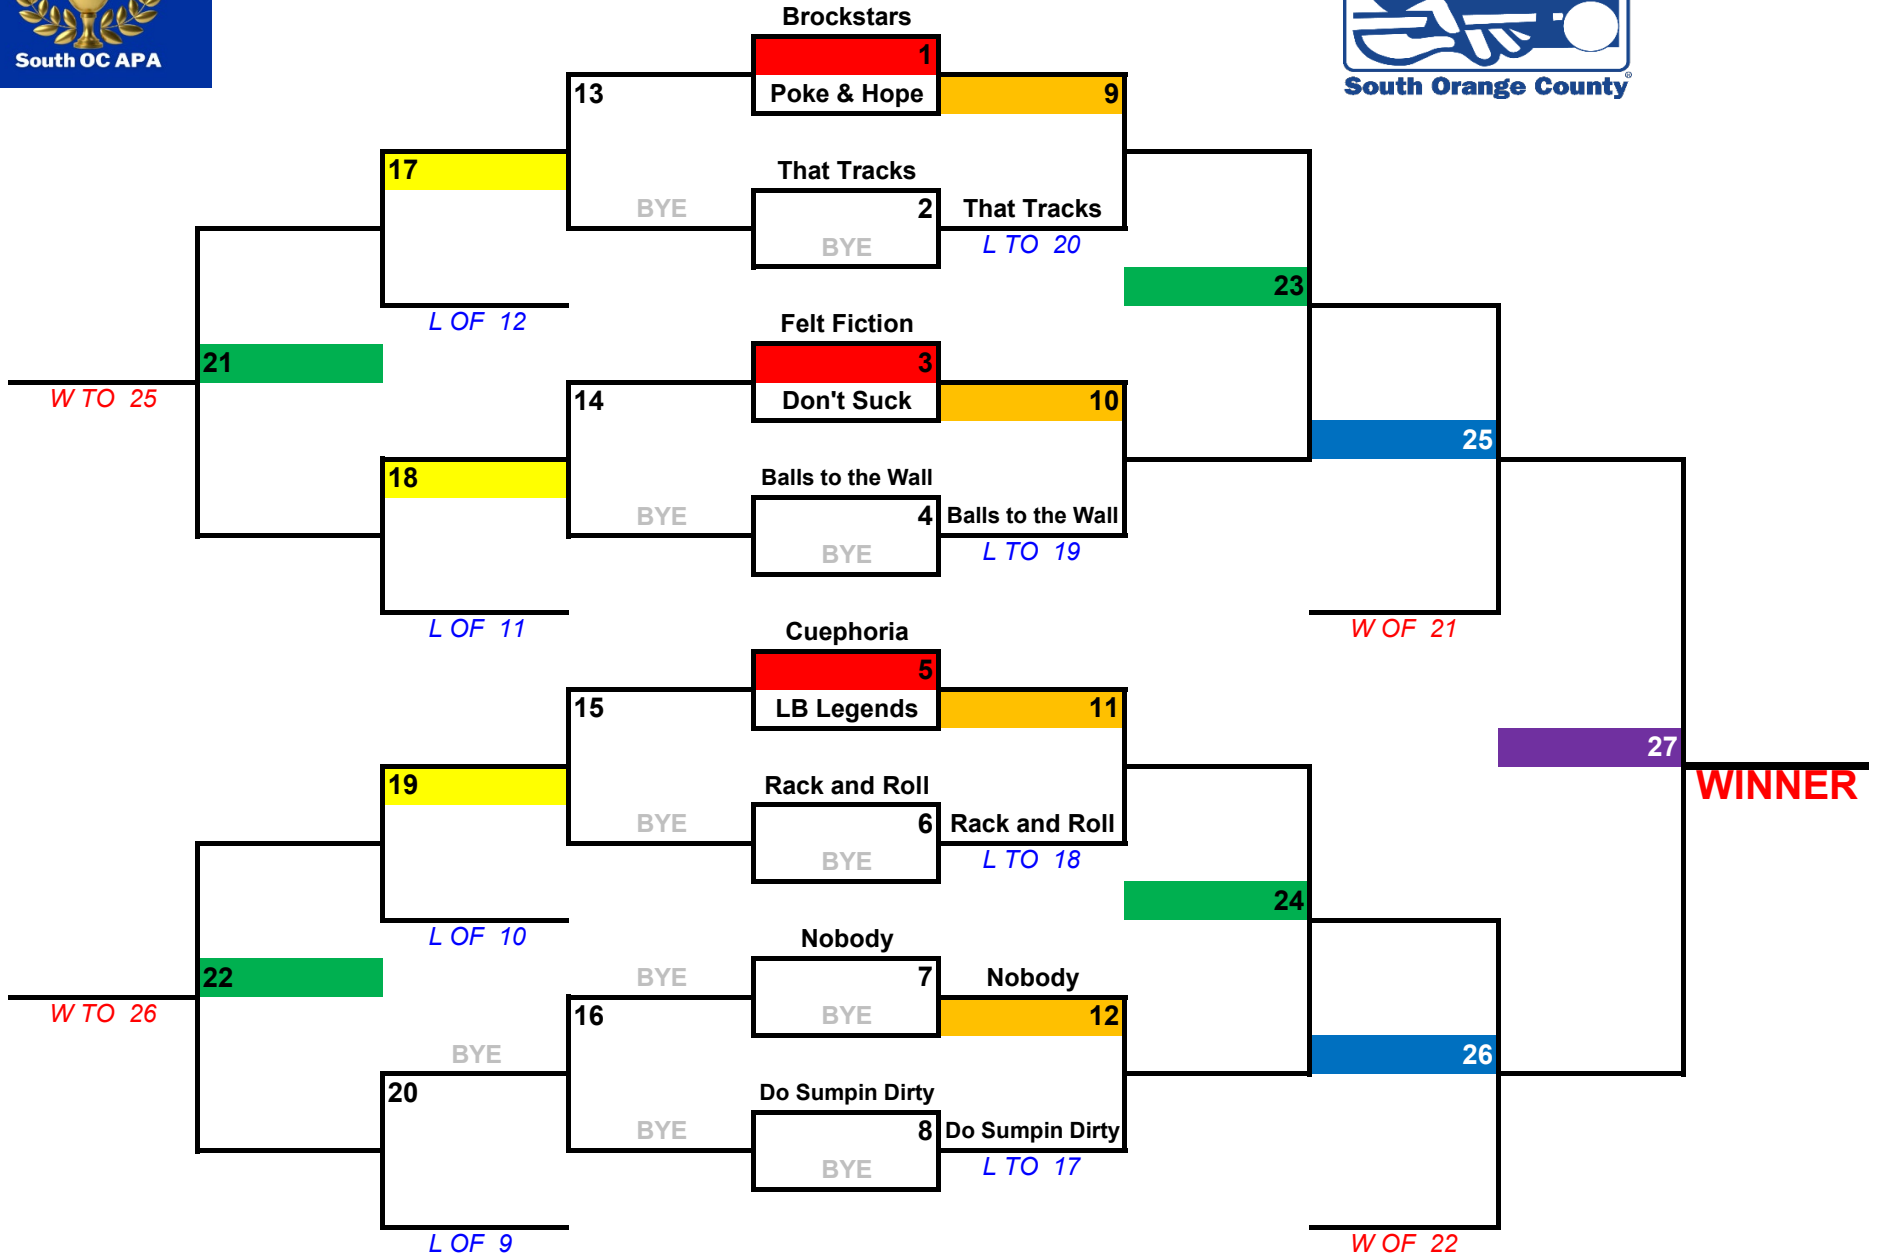 Brockstars
South OC APA
1
13
Poke & Hope
9
South Orange County®
17
That Tracks
BYE
2
That Tracks
BYE
L TO 20
23
L OF 12
Felt Fiction
21
3
W TO 25
14
Don't Suck
10
25
18
Balls to the Wall
BYE
4
Balls to the Wall
BYE
L TO 19
L OF 11
Cuephoria
W OF 21
5
15
LB Legends
11
27
19
Rack and Roll
WINNER
BYE
6
Rack and Roll
BYE
L TO 18
24
L OF 10
Nobody
22
BYE
7
Nobody
W TO 26
16
BYE
12
BYE
26
20
Do Sumpin Dirty
BYE
8
Do Sumpin Dirty
BYE
L TO 17
L OF 9
W OF 22